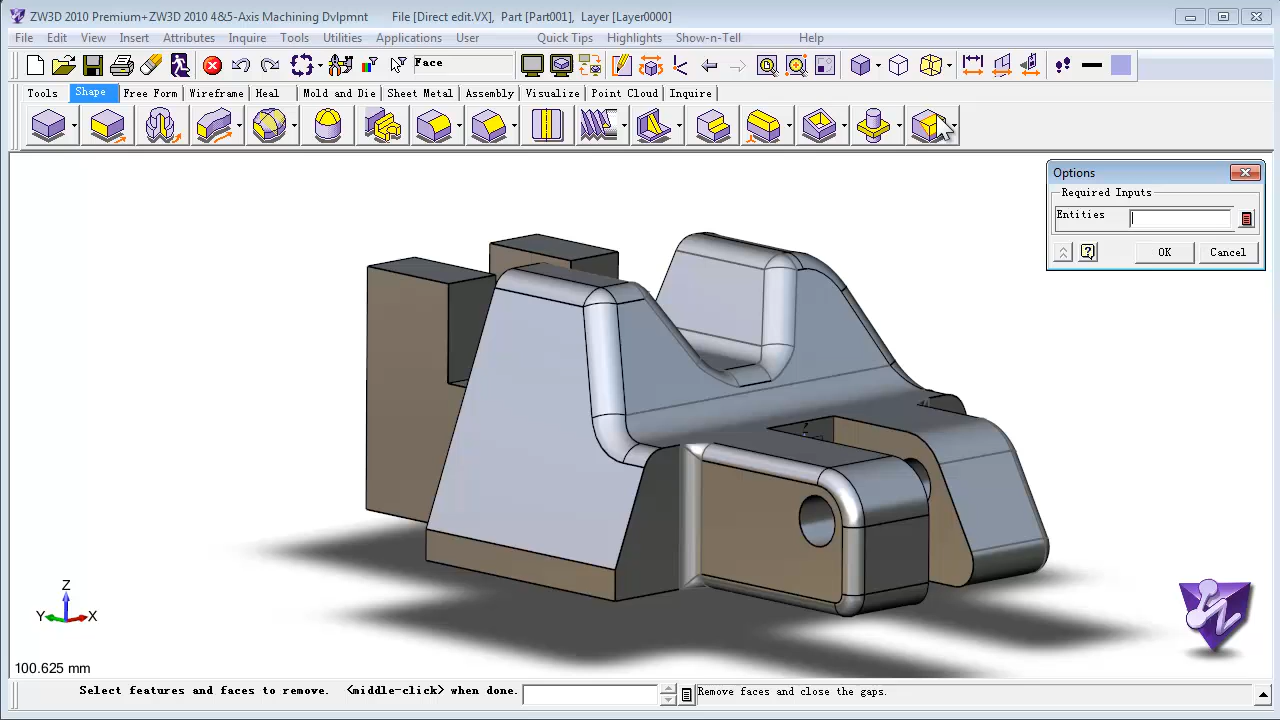 ZW3D 2010 Premium+ZW3D 2010 4&5-Axis Machining Dvlpmnt File [Direct edit.VX], Part [Part001], Layer [Layer0000]
File Edit View Insert Attributes Inquire Tools Utilities Applications User Quick Tips Highlights Show-n-Tell Help
Face
Tools Shape Free Form Wireframe Heal Mold and Die Sheet Metal Assembly Visualize Point Cloud Inquire
Options
Required Inputs
Entities
OK Cancel
Z
Y X
100.625 mm
Select features and faces to remove. <middle-click> when done. Remove faces and close the gaps.